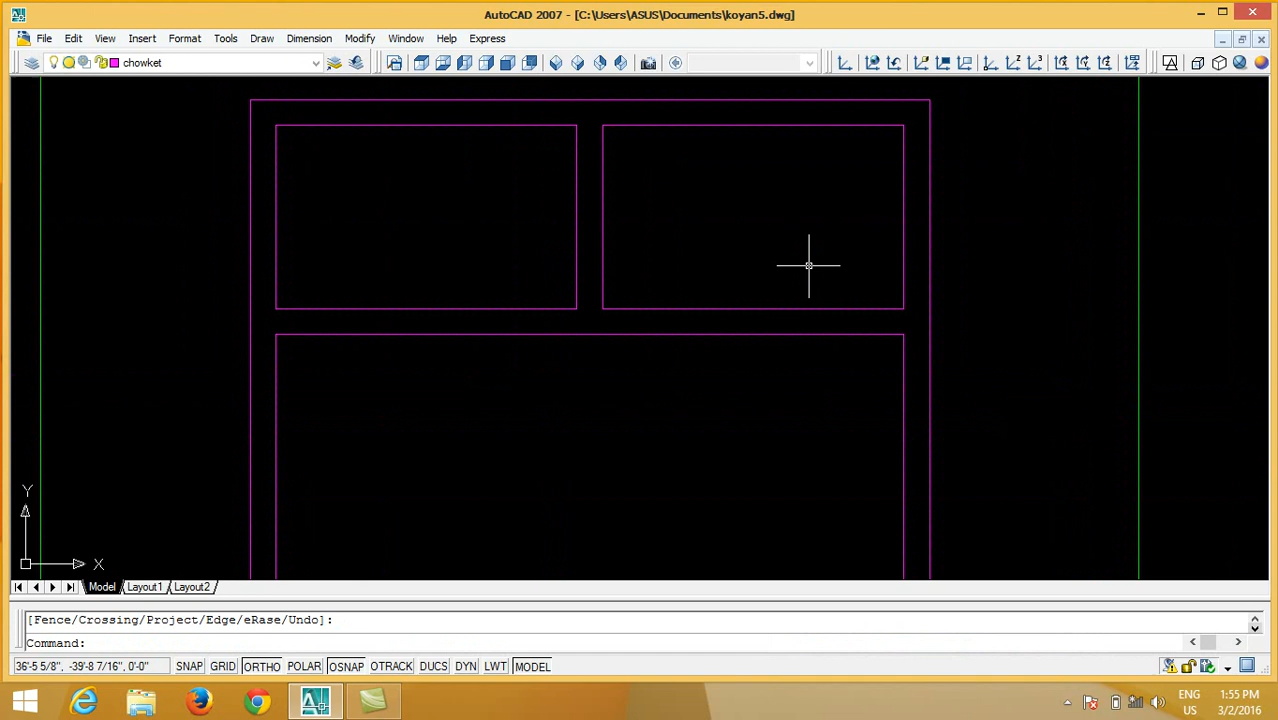 AutoCAD 2007 - [C:\Users\ASUS\Documents\koyan5.dwg]
File Edit View Insert Format Tools Draw Dimension Modify Window Help Express
chowket
Y
X
Model Layout1 Layout2
[Fence/Crossing/Project/Edge/eRase/Undo]:
Command:
36'-5 5/8", -39'-8 7/16", 0'-0" SNAP GRID ORTHO POLAR OSNAP OTRACK DUCS DYN LWT MODEL
ENG 1:55 PM
US 3/2/2016